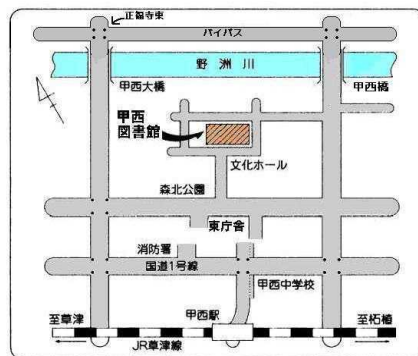 正福寺東
バイパス
野洲川
甲西大橋
甲西橋
甲西
図書館
文化ホール
森北公園
東庁舎
消防署
国道1号線
甲西中学校
甲西駅
至草津
至柘植
JR草津線